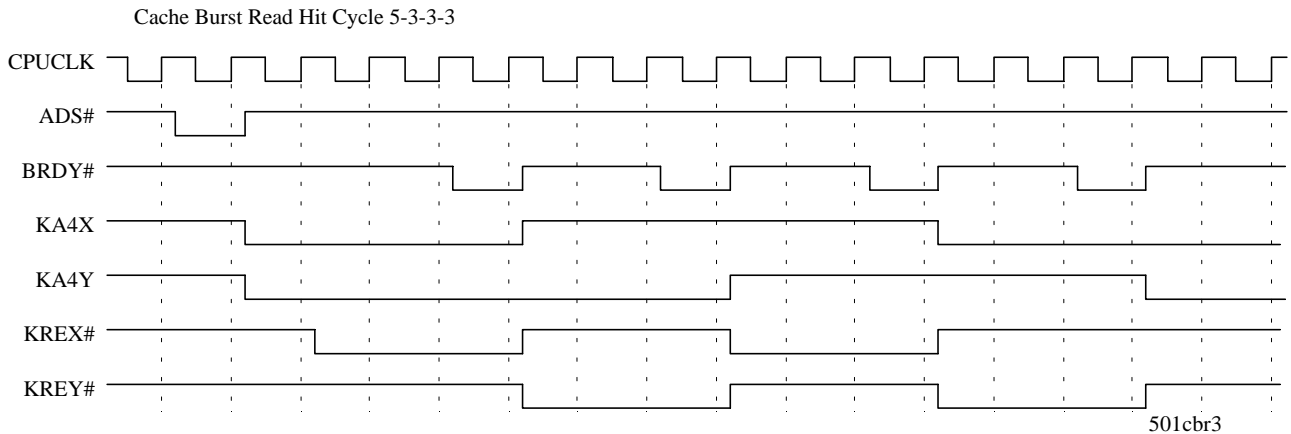 Cache Burst Read Hit Cycle 5-3-3-3
CPUCLK
ADS#
BRDY#
KA4X
KA4Y
KREX#
KREY#
501cbr3